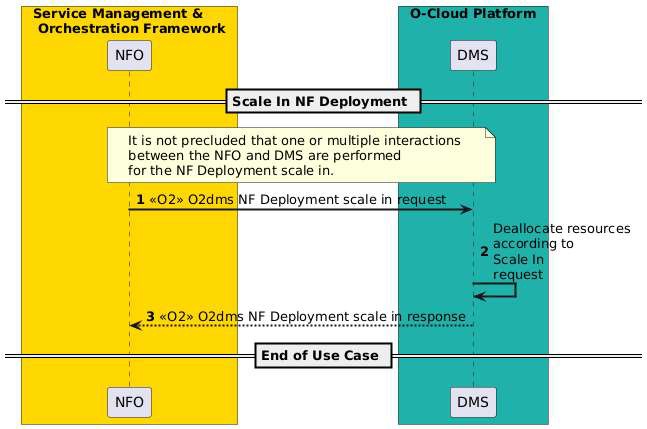 Service Management &
Orchestration Framework
O-Cloud Platform
NFO
DMS
Scale In NF Deployment
It is not precluded that one or multiple interactions
between the NFO and DMS are performed
for the NF Deployment scale in.
1 «O2» O2dms NF Deployment scale in request
2 Deallocate resources
according to
Scale In
request
3 «O2» O2dms NF Deployment scale in response
End of Use Case
NFO
DMS